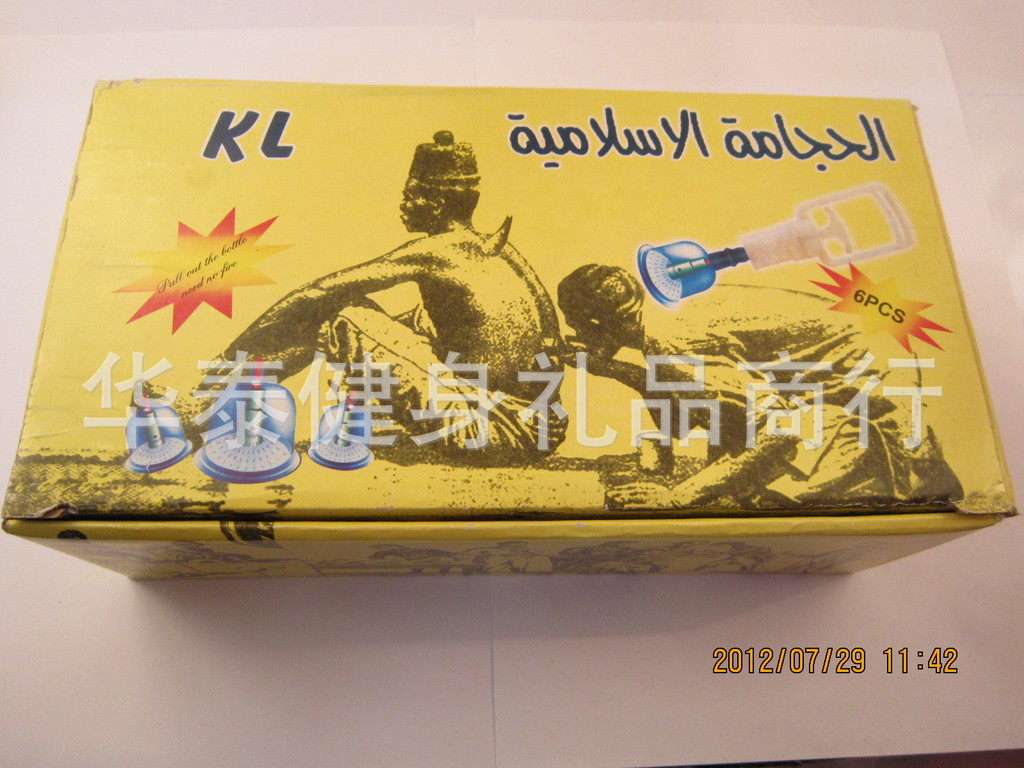 KL
الحجامة الاسلامية
Pull out the bottle
need no fire
6PCS
华泰健身礼品商行
2012/07/29 11:42